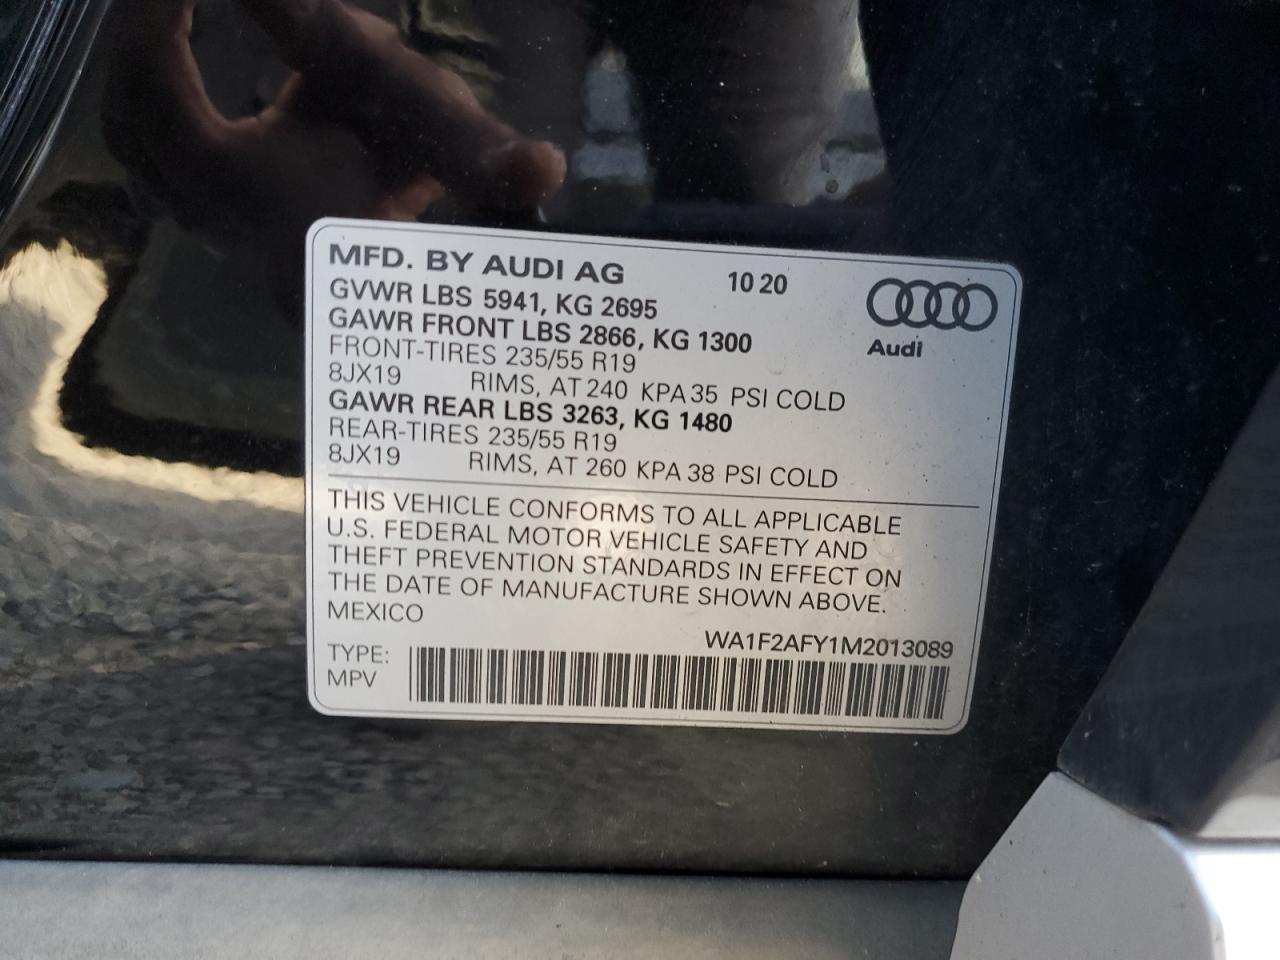 MFD. BY AUDI AG 10 20
GVWR LBS 5941, KG 2695
GAWR FRONT LBS 2866, KG 1300
FRONT-TIRES 235/55 R19
8JX19 RIMS, AT 240 KPA 35 PSI COLD
GAWR REAR LBS 3263, KG 1480
REAR-TIRES 235/55 R19
8JX19 RIMS, AT 260 KPA 38 PSI COLD
Audi
THIS VEHICLE CONFORMS TO ALL APPLICABLE
U.S. FEDERAL MOTOR VEHICLE SAFETY AND
THEFT PREVENTION STANDARDS IN EFFECT ON
THE DATE OF MANUFACTURE SHOWN ABOVE.
MEXICO
WA1F2AFY1M2013089
TYPE:
MPV